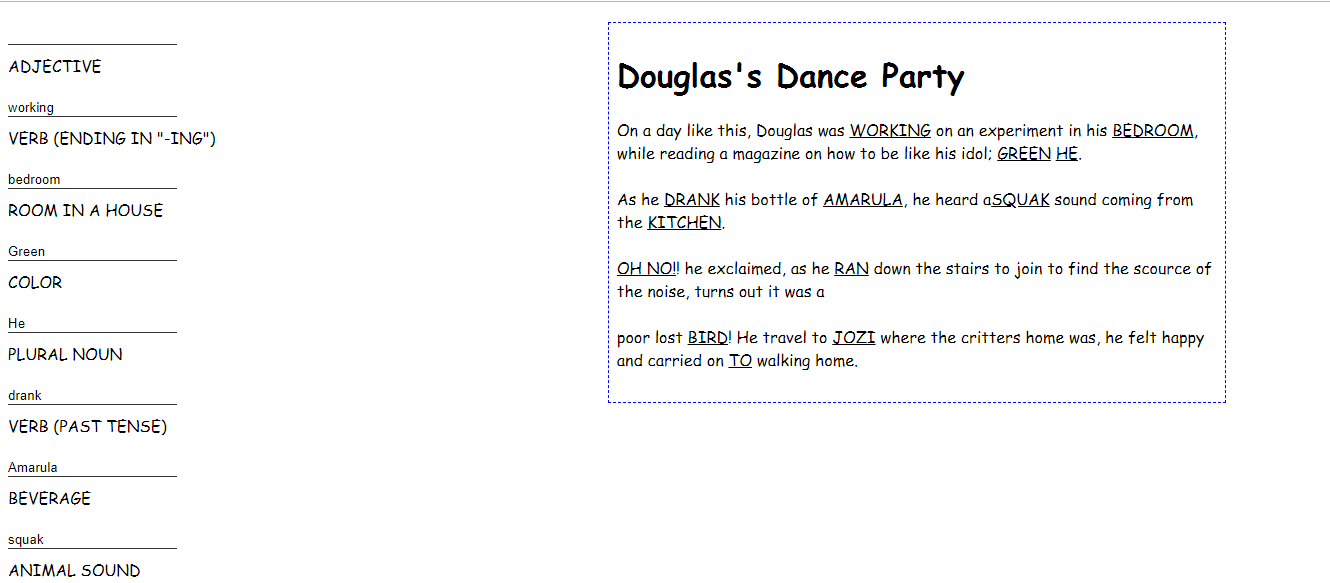 ADJECTIVE
working
VERB (ENDING IN "-ING")
bedroom
ROOM IN A HOUSE
Green
COLOR
He
PLURAL NOUN
drank
VERB (PAST TENSE)
Amarula
BEVERAGE
squak
ANIMAL SOUND
Douglas's Dance Party
On a day like this, Douglas was WORKING on an experiment in his BEDROOM,
while reading a magazine on how to be like his idol; GREEN HE.
As he DRANK his bottle of AMARULA, he heard aSQUAK sound coming from
the KITCHEN.
OH NO!! he exclaimed, as he RAN down the stairs to join to find the scource of
the noise, turns out it was a
poor lost BIRD! He travel to JOZI where the critters home was, he felt happy
and carried on TO walking home.